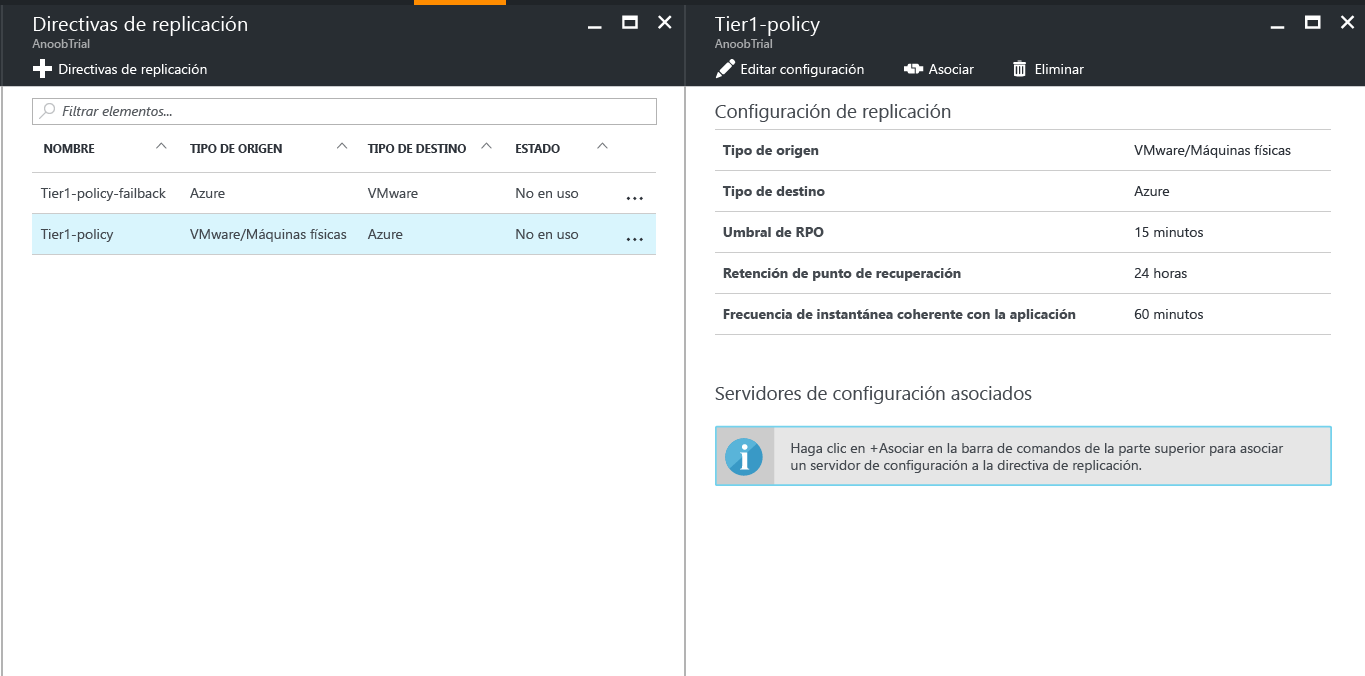 Directivas de replicación
AnoobTrial
Directivas de replicación
Filtrar elementos...
NOMBRE TIPO DE ORIGEN TIPO DE DESTINO ESTADO
Tier1-policy-failback Azure VMware No en uso ...
Tier1-policy VMware/Máquinas físicas Azure No en uso ...
Tier1-policy
AnoobTrial
Editar configuración Asociar Eliminar
Configuración de replicación
Tipo de origen VMware/Máquinas físicas
Tipo de destino Azure
Umbral de RPO 15 minutos
Retención de punto de recuperación 24 horas
Frecuencia de instantánea coherente con la aplicación 60 minutos
Servidores de configuración asociados
Haga clic en +Asociar en la barra de comandos de la parte superior para asociar
un servidor de configuración a la directiva de replicación.